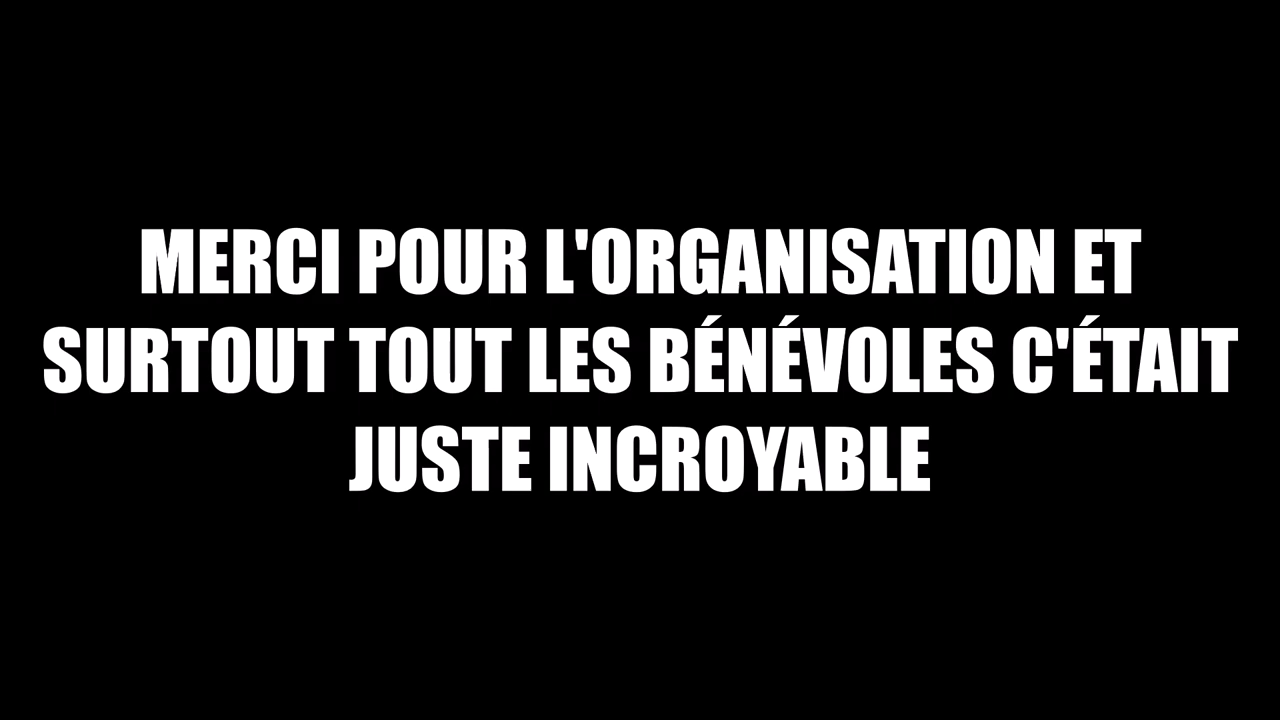 MERCI POUR L'ORGANISATION ET
SURTOUT TOUT LES BÉNÉVOLES C'ÉTAIT
JUSTE INCROYABLE